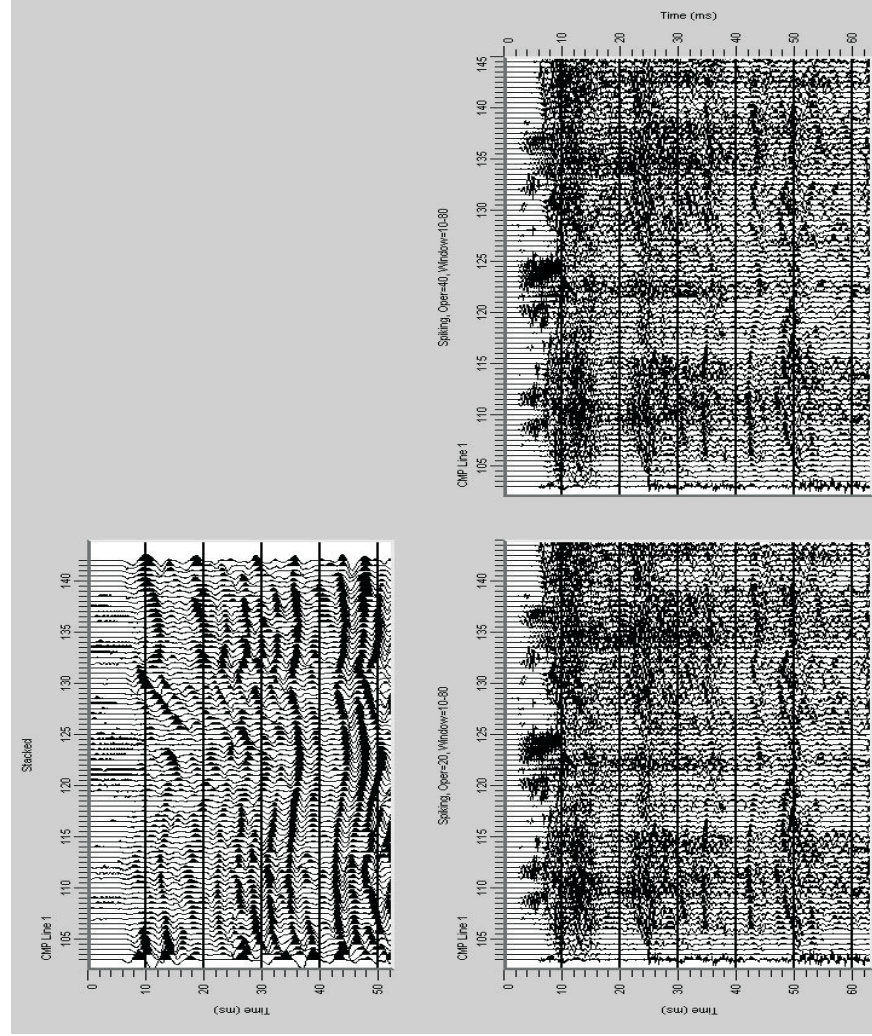 Stacked
CMP Line 1
105 110 115 120 125 130 135 140
0 10 20 30 40 50
Time (ms)
Spiking, Oper=20, Window=10-80
CMP Line 1
105 110 115 120 125 130 135 140
0 10 20 30 40 50 60
Time (ms)
Spiking, Oper=40, Window=10-80
CMP Line 1
105 110 115 120 125 130 135 140 145
0 10 20 30 40 50 60
Time (ms)